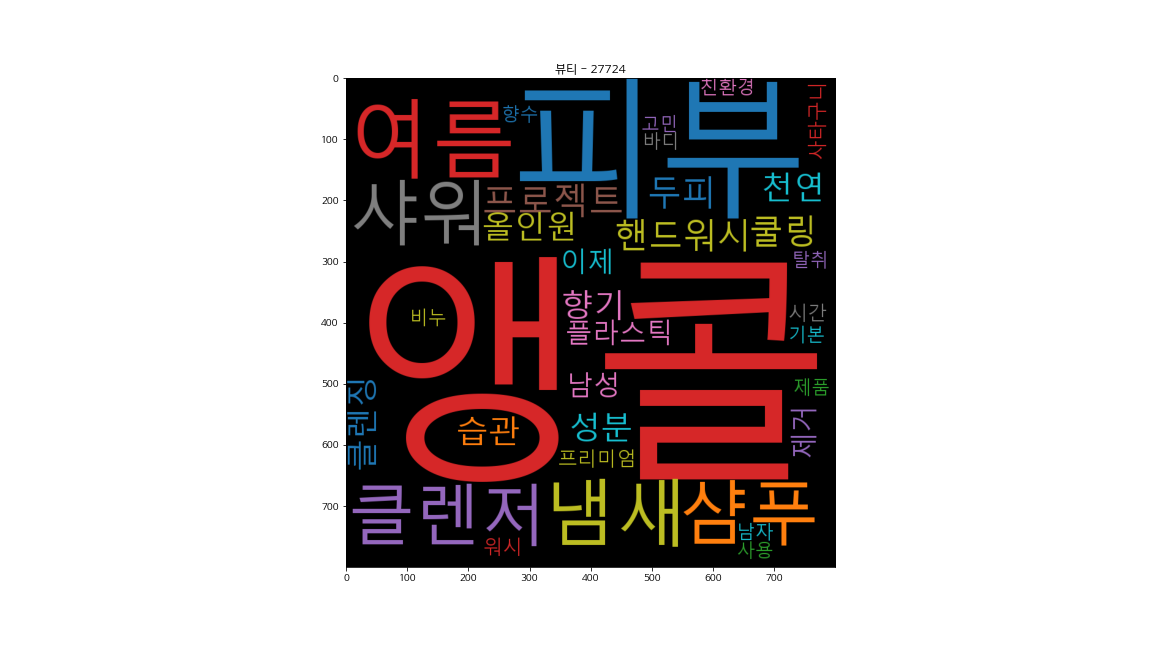 뷰티 - 27724
0
100
200
300
400
500
600
700
친환경
여름
향수
피부
고민
바디
사타구니
샤워
프로젝트
두피
천연
올인원
핸드워시
쿨링
이제
탈취
앵콜
비누
향기
시간
플라스틱
기본
남성
제품
클렌징
습관
성분
제거
프리미엄
클렌저
냄새
샴푸
남자
워시
사용
0
100
200
300
400
500
600
700